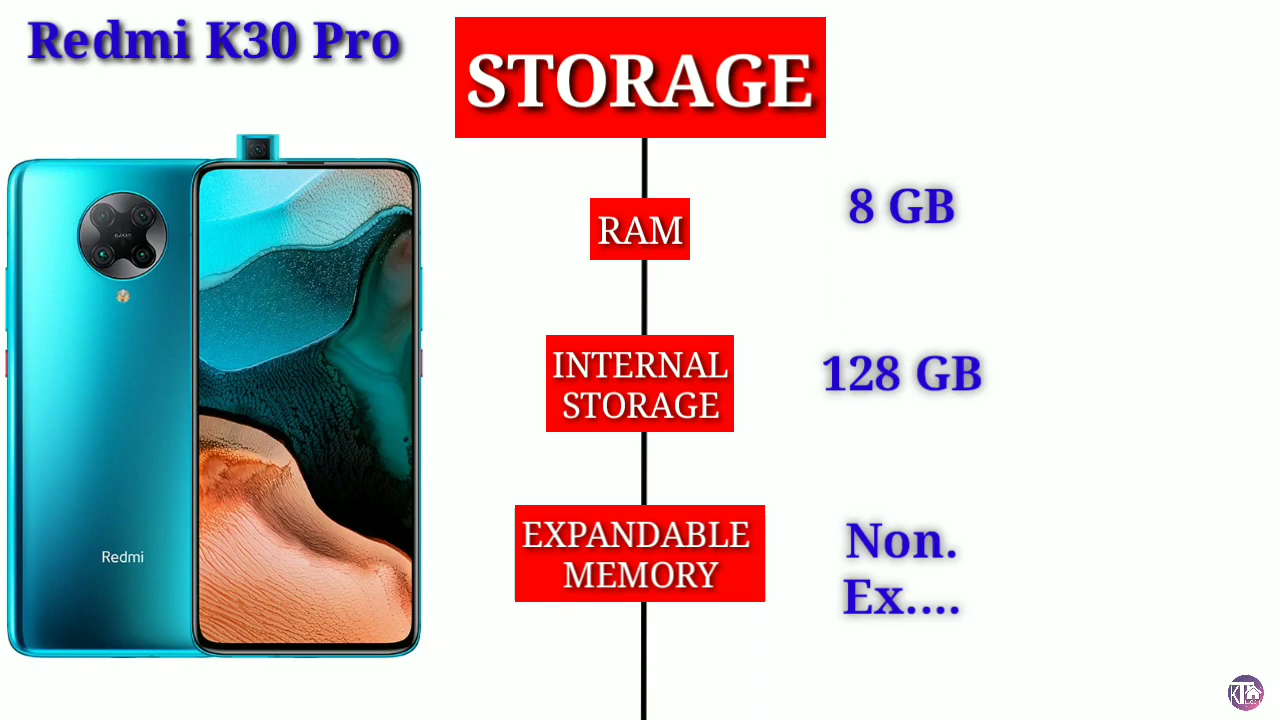 Redmi K30 Pro
STORAGE
RAM
8 GB
INTERNAL
STORAGE
128 GB
EXPANDABLE
MEMORY
Non.
Ex....
Redmi